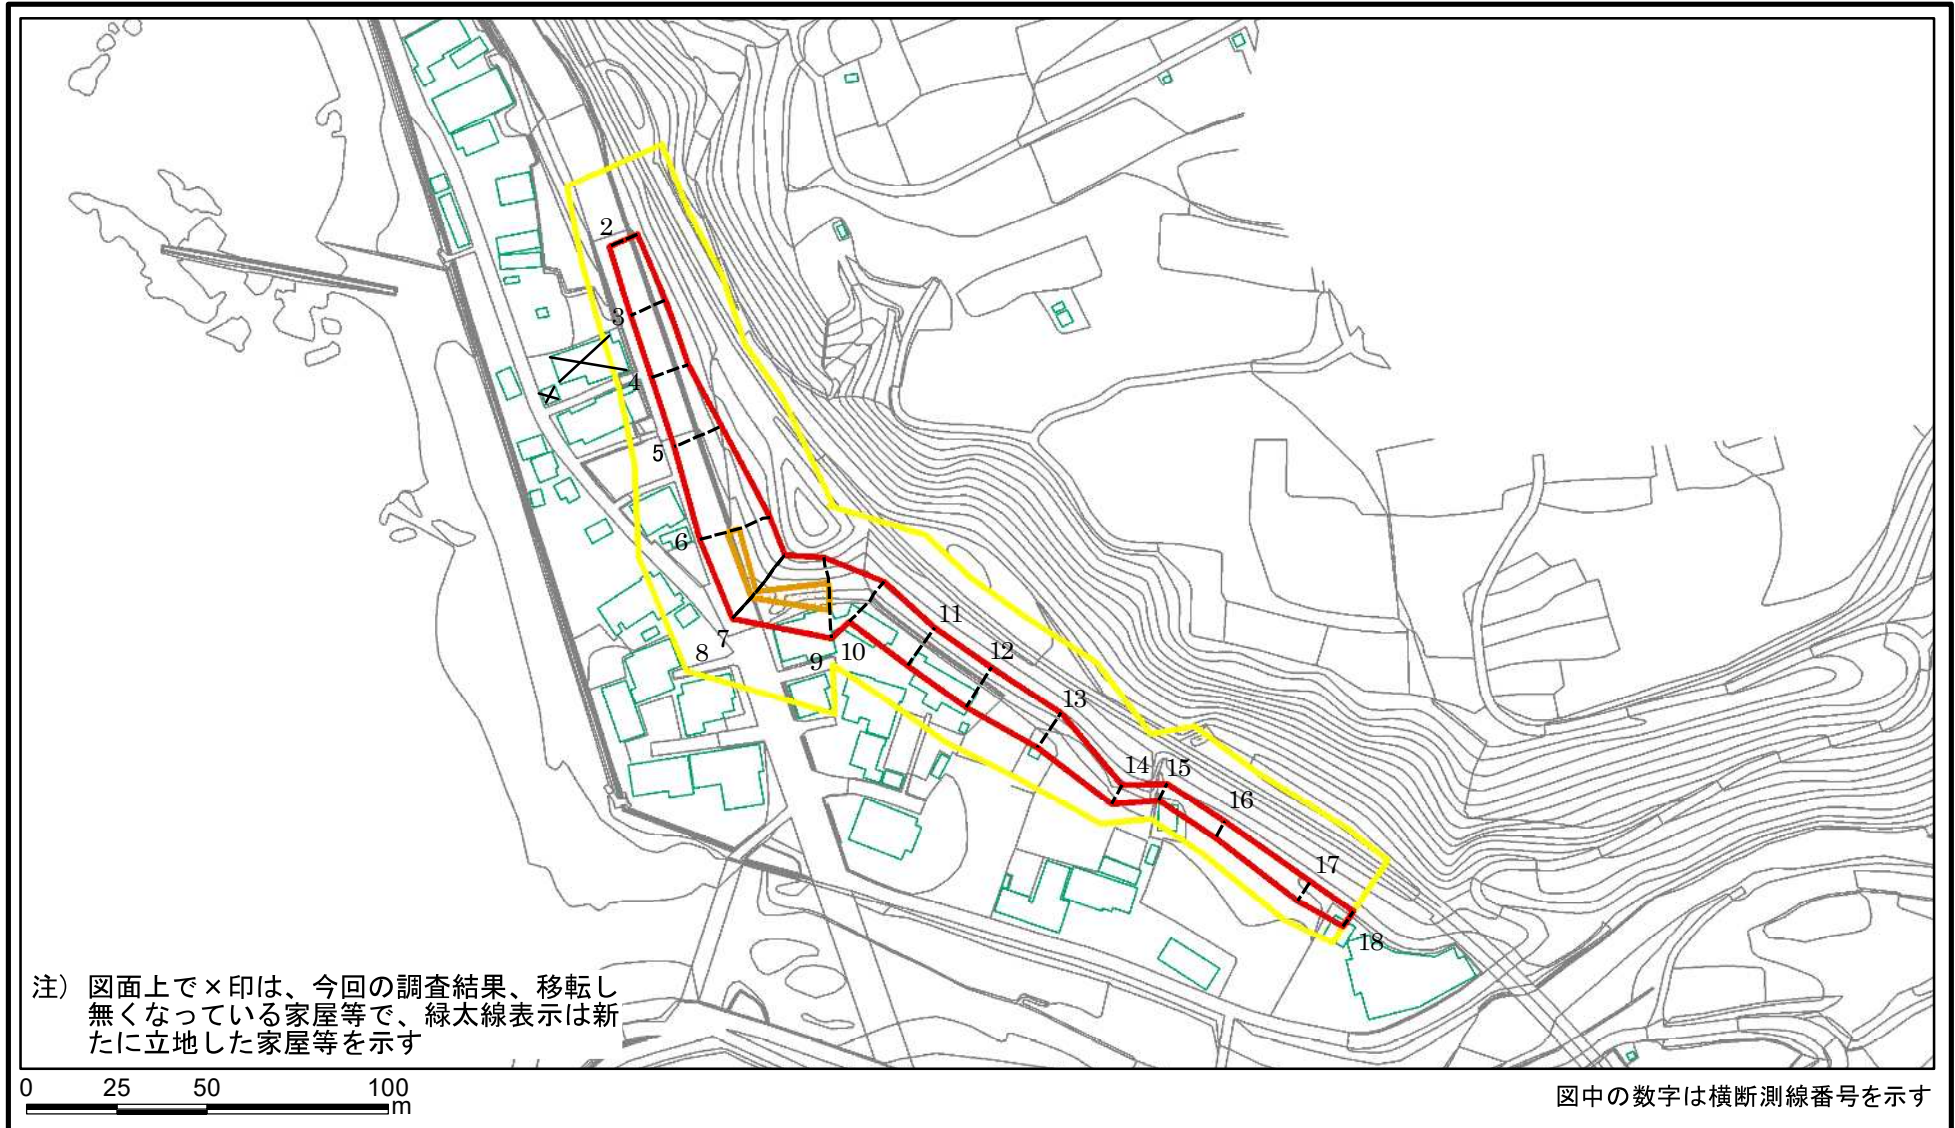 2
3
4
5
6
7
8
9
10
11
12
13
14
15
16
17
18
注） 図面上で×印は、今回の調査結果、移転し
無くなっている家屋等で、緑太線表示は新
たに立地した家屋等を示す
0 25 50 100
m
図中の数字は横断測線番号を示す